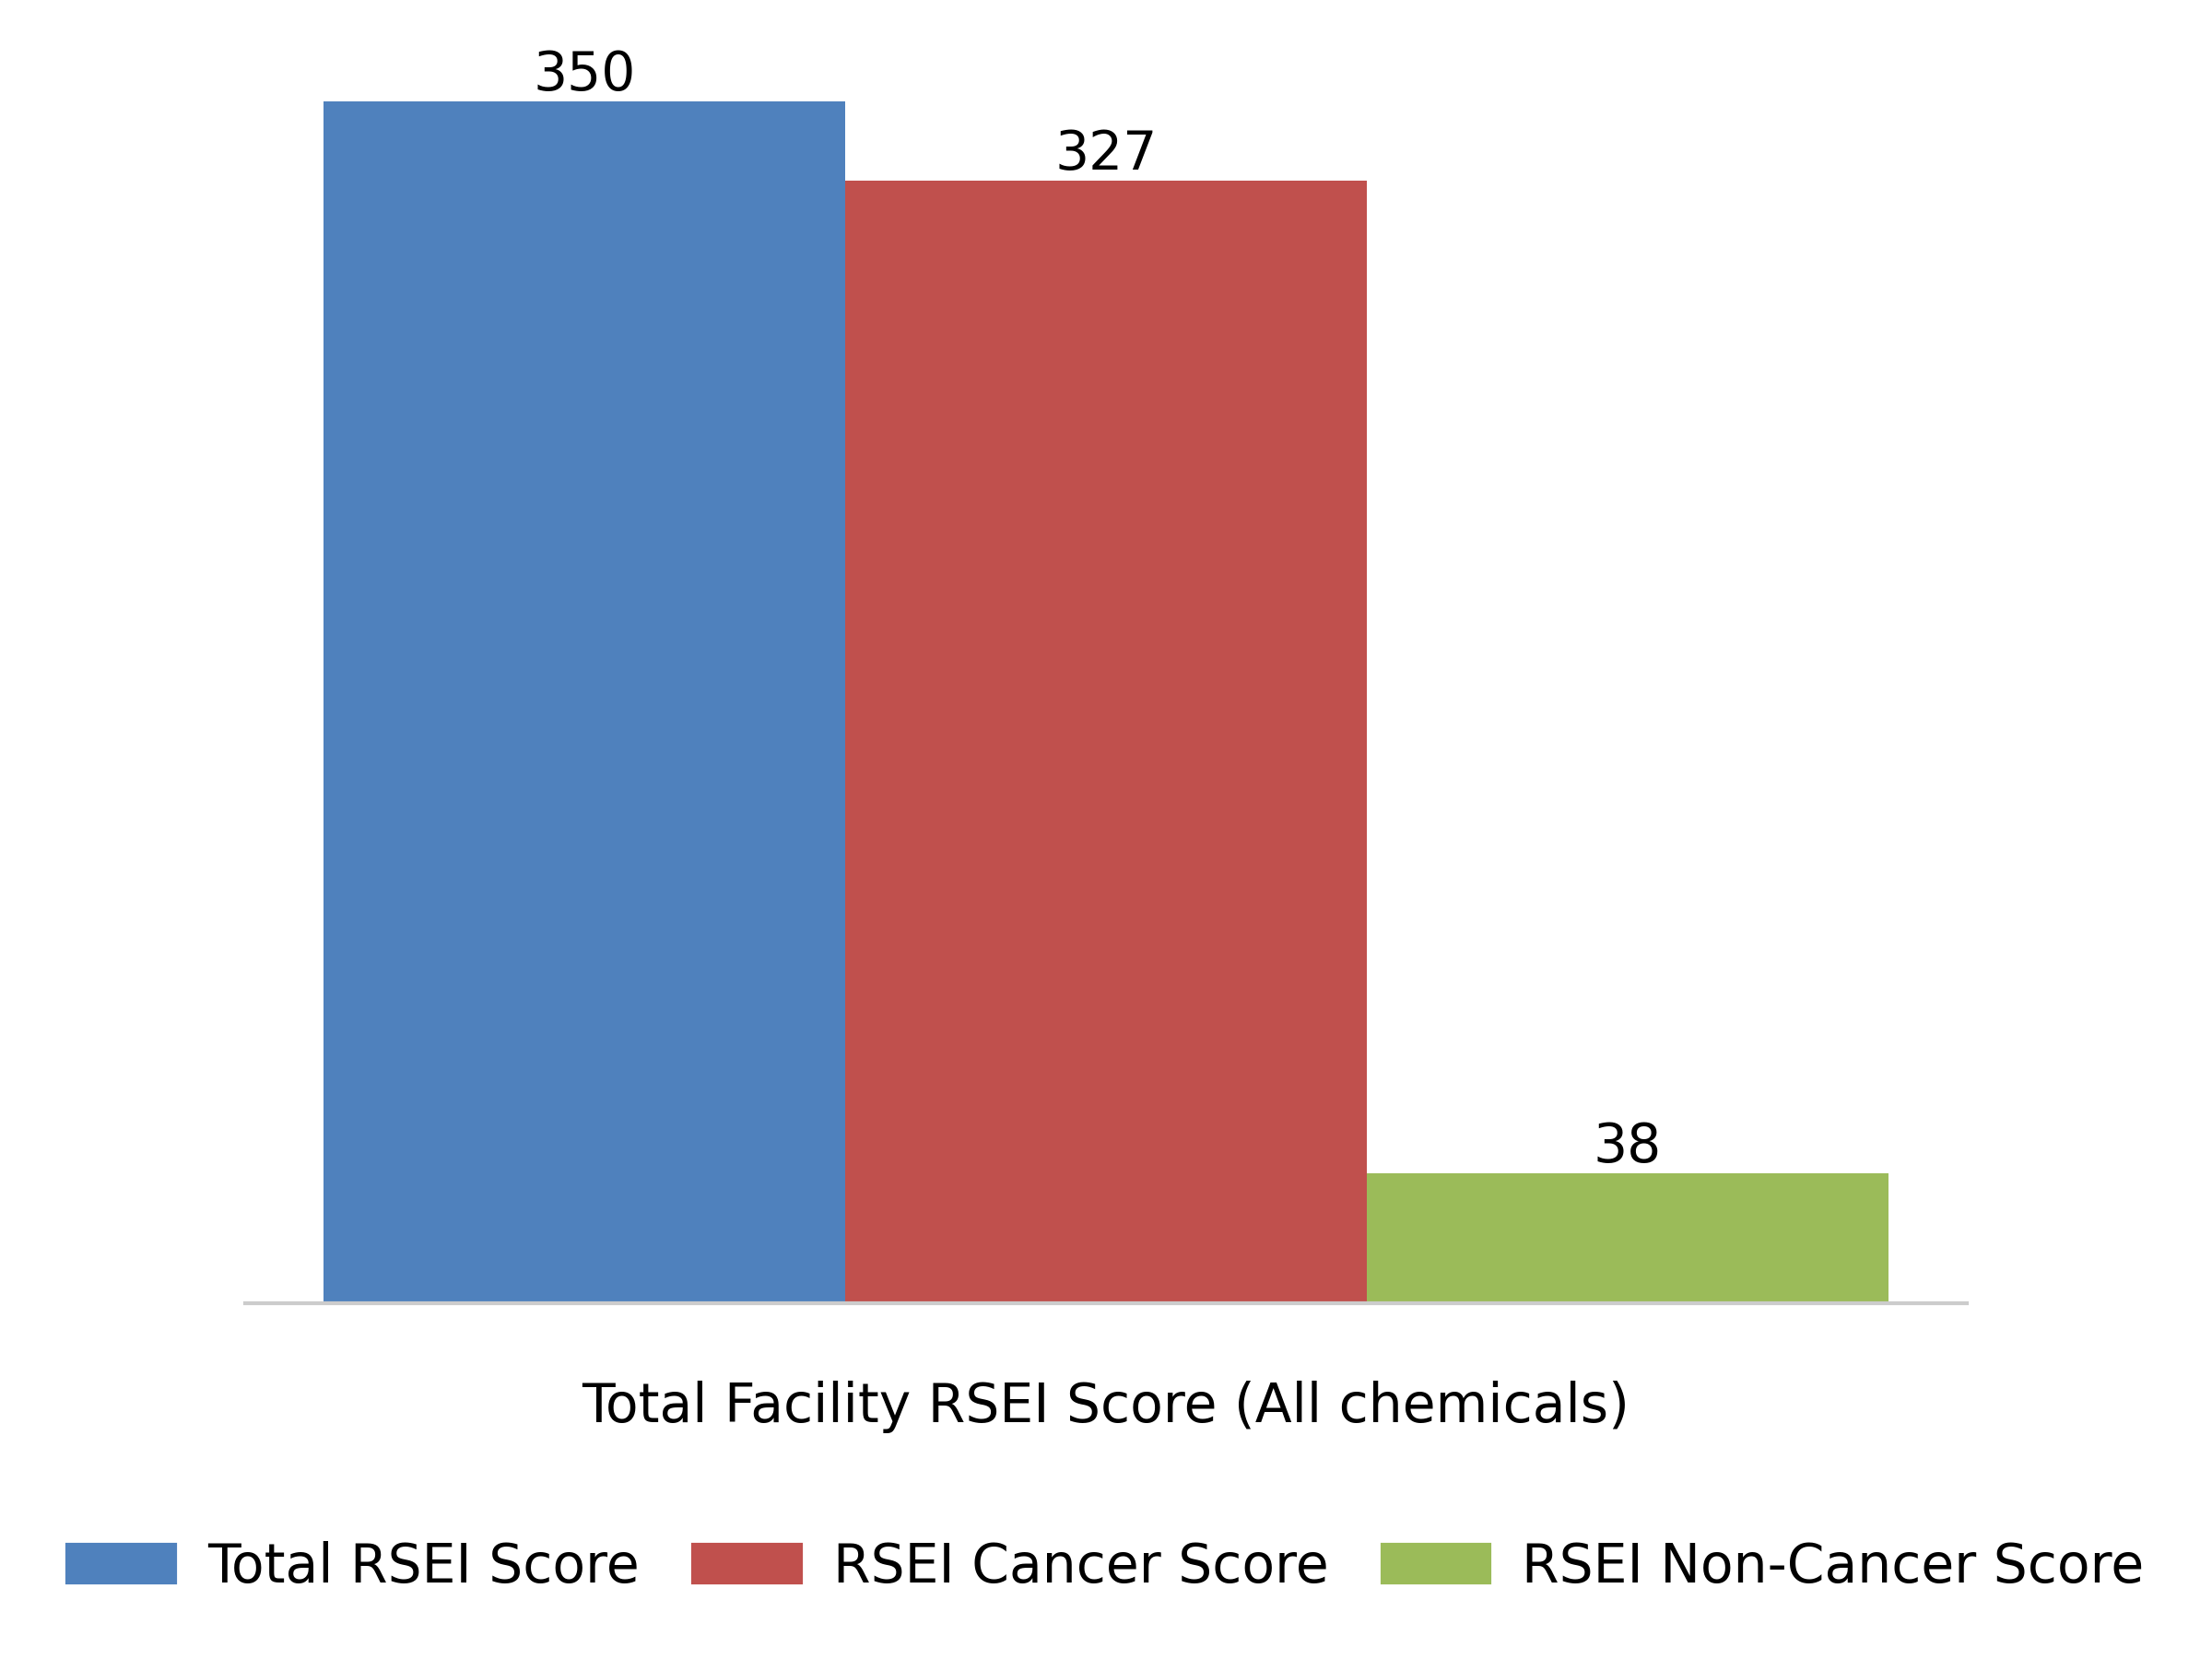 350
327
38
Total Facility RSEI Score (All chemicals)
Total RSEI Score
RSEI Cancer Score
RSEI Non-Cancer Score